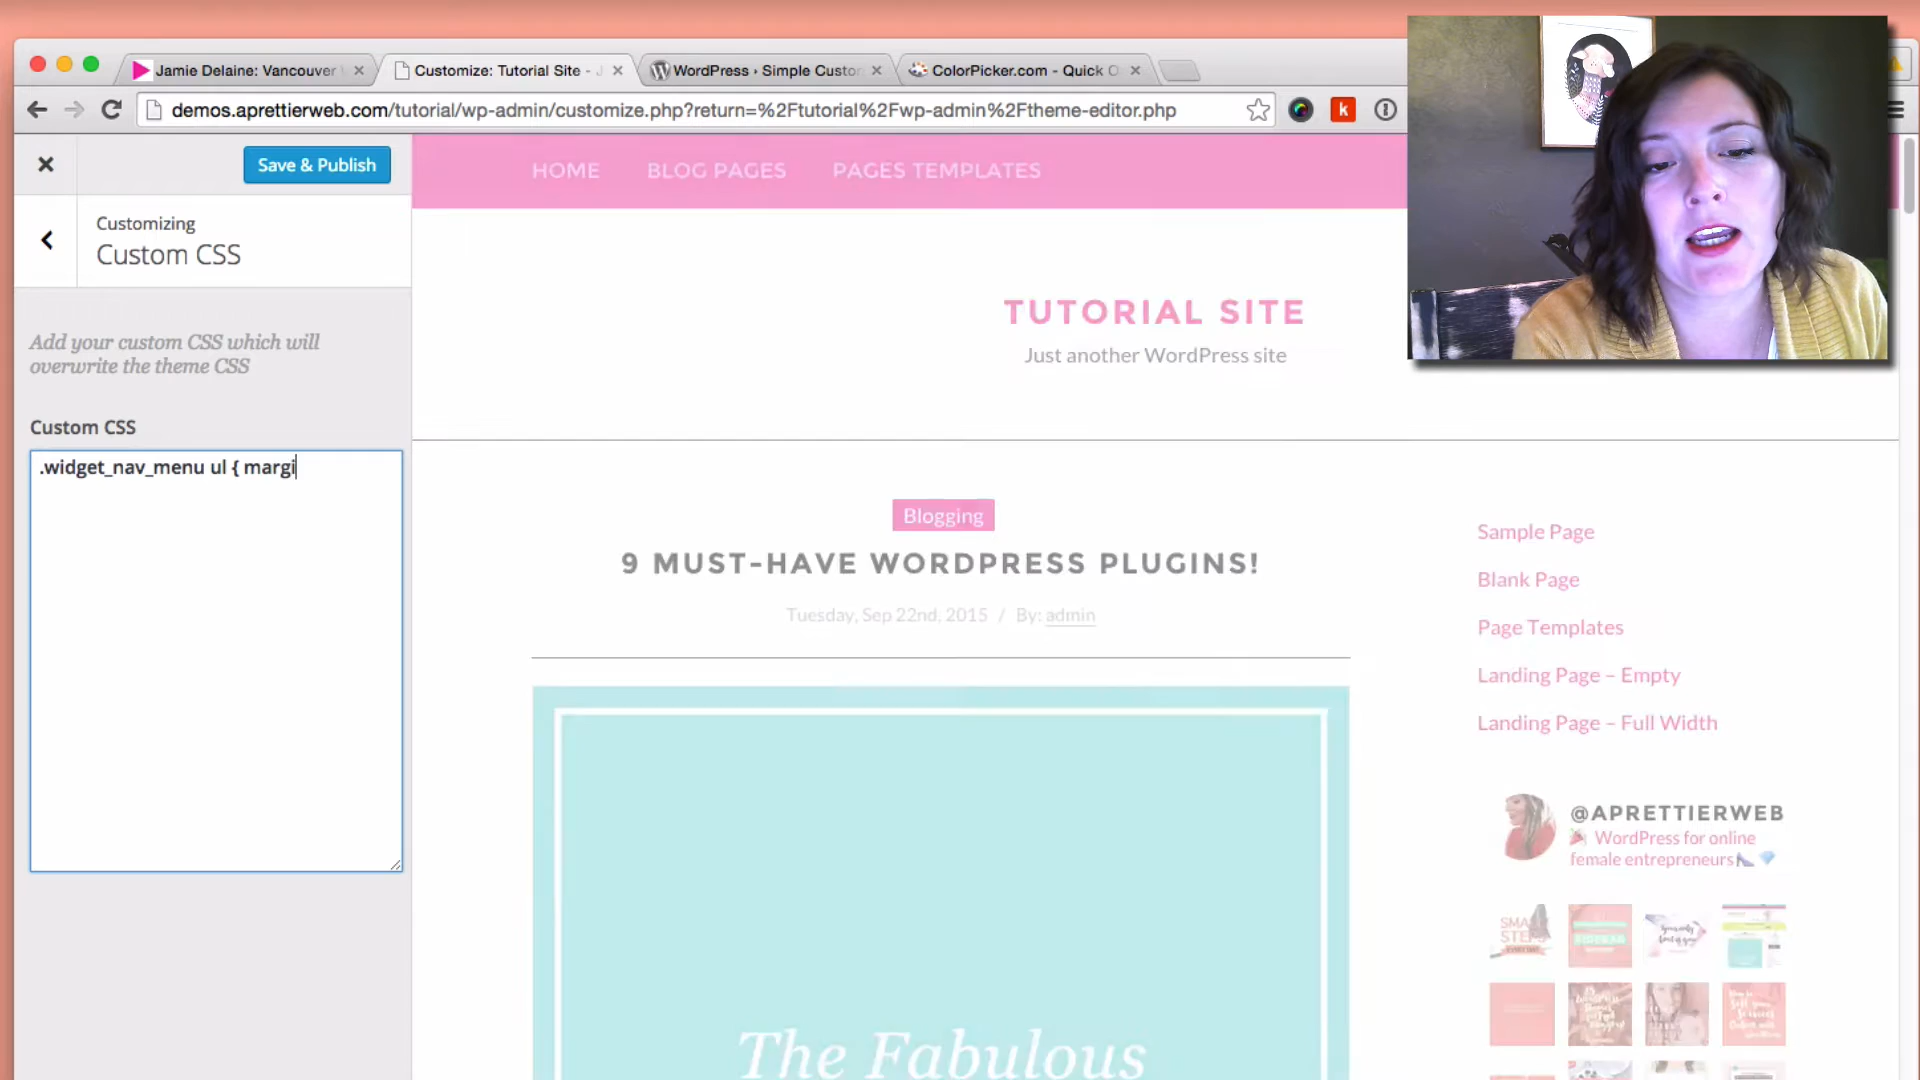 Jamie Delaine: Vancouver
Customize: Tutorial Site -
WordPress › Simple Custo
ColorPicker.com - Quick O
demos.aprettierweb.com/tutorial/wp-admin/customize.php?return=%2Ftutorial%2Fwp-admin%2Ftheme-editor.php
k
Save & Publish
HOME
BLOG PAGES
PAGES TEMPLATES
Customizing
Custom CSS
TUTORIAL SITE
Just another WordPress site
Add your custom CSS which will
overwrite the theme CSS
Custom CSS
.widget_nav_menu ul { margi
Blogging
9 MUST-HAVE WORDPRESS PLUGINS!
Tuesday, Sep 22nd, 2015 / By: admin
The Fabulous
Sample Page
Blank Page
Page Templates
Landing Page – Empty
Landing Page – Full Width
@APRETTIERWEB
WordPress for online
female entrepreneurs
STEPS